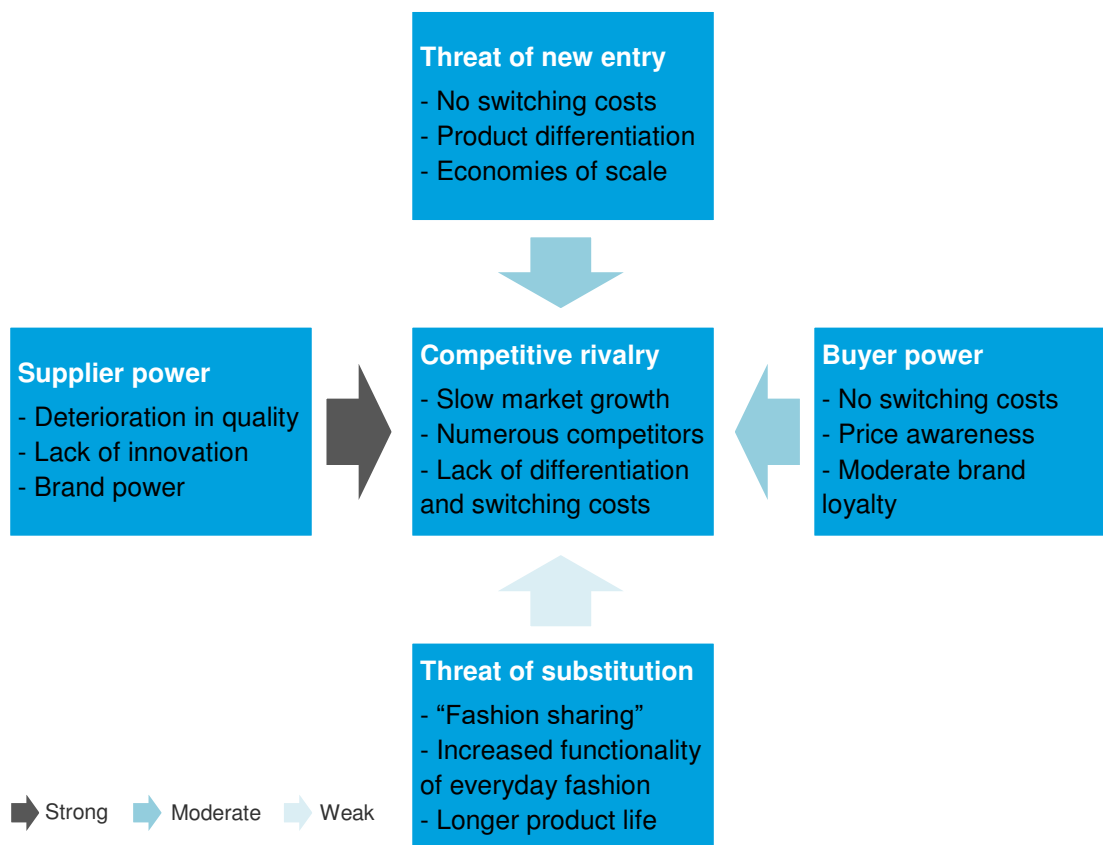 Threat of new entry
- No switching costs
- Product differentiation
- Economies of scale
Supplier power
- Deterioration in quality
- Lack of innovation
- Brand power
Competitive rivalry
- Slow market growth
- Numerous competitors
- Lack of differentiation
and switching costs
Buyer power
- No switching costs
- Price awareness
- Moderate brand
loyalty
Threat of substitution
- “Fashion sharing”
- Increased functionality
of everyday fashion
- Longer product life
Strong
Moderate
Weak